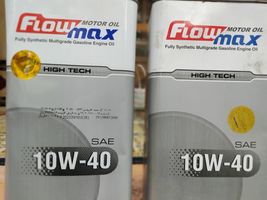 Flow max
MOTOR OIL
Fully Synthetic Multigrade Gasoline Engine Oil
HIGH TECH
SAE
10W-40
Flow max
MOTOR OIL
Fully Synthetic Multigrade Gasoline Engine Oil
HIGH TECH
SAE
10W-40